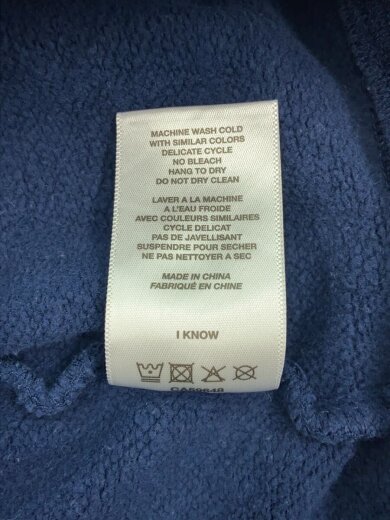 MACHINE WASH COLD
WITH SIMILAR COLORS
DELICATE CYCLE
NO BLEACH
HANG TO DRY
DO NOT DRY CLEAN
LAVER A LA MACHINE
A L'EAU FROIDE
AVEC COULEURS SIMILAIRES
CYCLE DELICAT
PAS DE JAVELLISANT
SUSPENDRE POUR SECHER
NE PAS NETTOYER A SEC
MADE IN CHINA
FABRIQUÉ EN CHINE
I KNOW